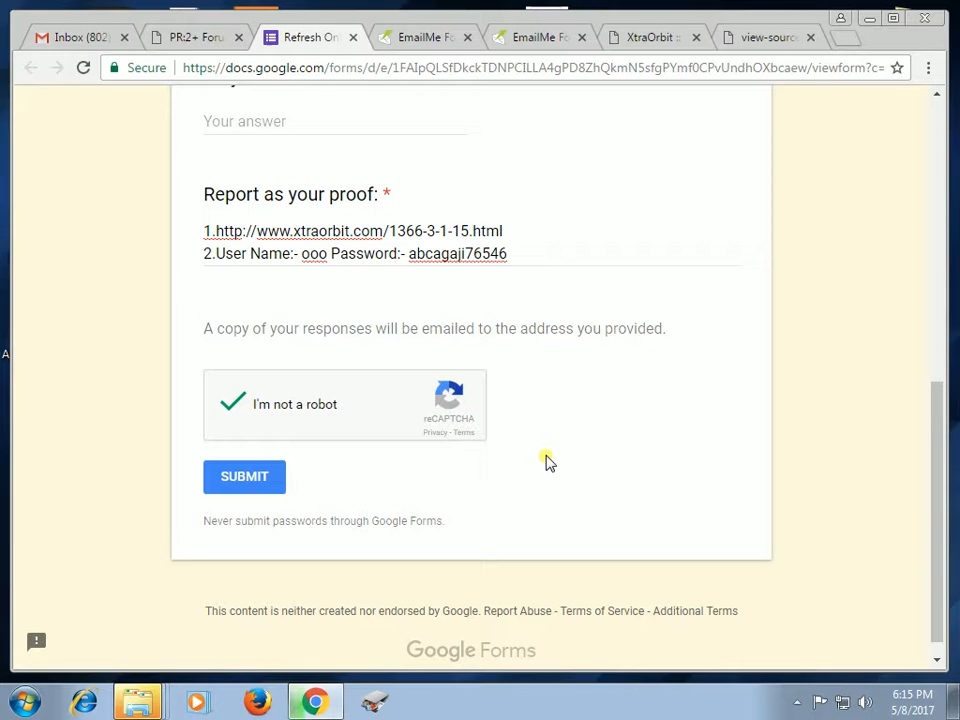 Inbox (802)
PR:2+ Foru
Refresh On
EmailMe Fo
EmailMe Fo
XtraOrbit ::
view-sourc
Secure
https://docs.google.com/forms/d/e/1FAIpQLSfDkckTDNPCILLA4gPD8ZhQkmN5sfgPYmf0CPvUndhOXbcaew/viewform?c=
Your answer
Report as your proof: *
1.http://www.xtraorbit.com/1366-3-1-15.html
2.User Name:- ooo Password:- abcagaji76546
A copy of your responses will be emailed to the address you provided.
I'm not a robot
reCAPTCHA
Privacy - Terms
SUBMIT
Never submit passwords through Google Forms.
This content is neither created nor endorsed by Google. Report Abuse - Terms of Service - Additional Terms
Google Forms
A
6:15 PM
5/8/2017